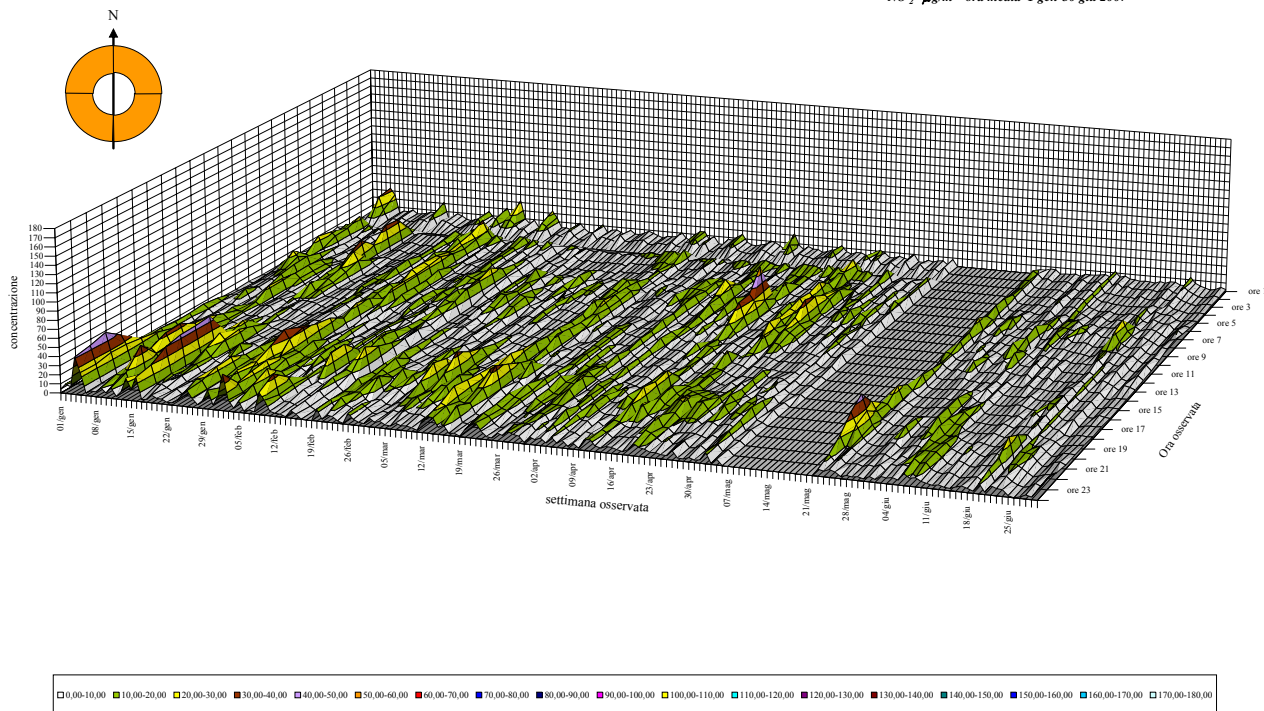 N
180
170
160
150
140
130
120
110
100
90
80
70
60
50
40
30
20
10
0
concentrazione
01/gen
08/gen
15/gen
22/gen
29/gen
05/feb
12/feb
19/feb
26/feb
05/mar
12/mar
19/mar
26/mar
02/apr
09/apr
16/apr
23/apr
30/apr
07/mag
14/mag
21/mag
28/mag
04/giu
11/giu
18/giu
25/giu
settimana osservata
ore
ore 3
ore 5
ore 7
ore 9
ore 11
ore 13
ore 15
ore 17
ore 19
ore 21
ore 23
Ora osservata
0,00-10,00 10,00-20,00 20,00-30,00 30,00-40,00 40,00-50,00 50,00-60,00 60,00-70,00 70,00-80,00 80,00-90,00 90,00-100,00 100,00-110,00 110,00-120,00 120,00-130,00 130,00-140,00 140,00-150,00 150,00-160,00 160,00-170,00 170,00-180,00